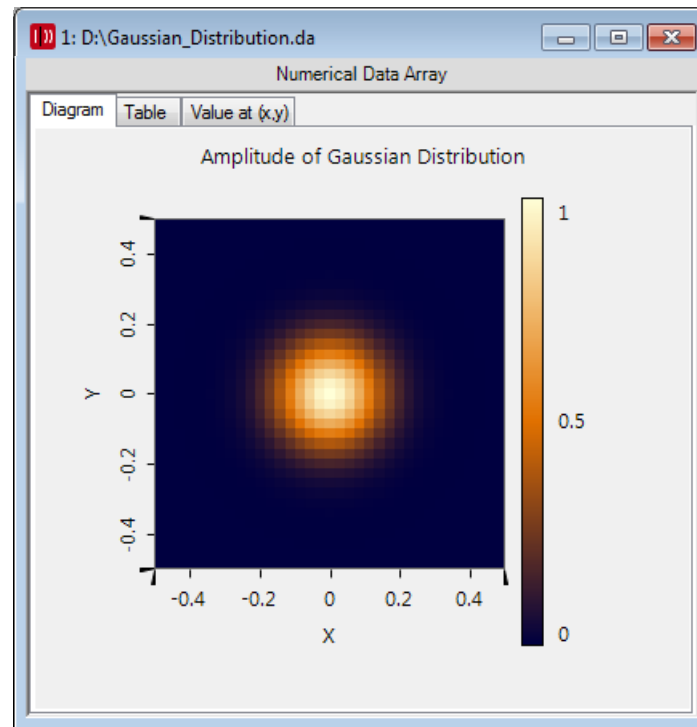 1: D:\Gaussian_Distribution.da
Numerical Data Array
Diagram Table Value at (x,y)
Amplitude of Gaussian Distribution
1
0.5
0
0.4
0.2
0
-0.2
-0.4
Y
-0.4 -0.2 0 0.2 0.4
X